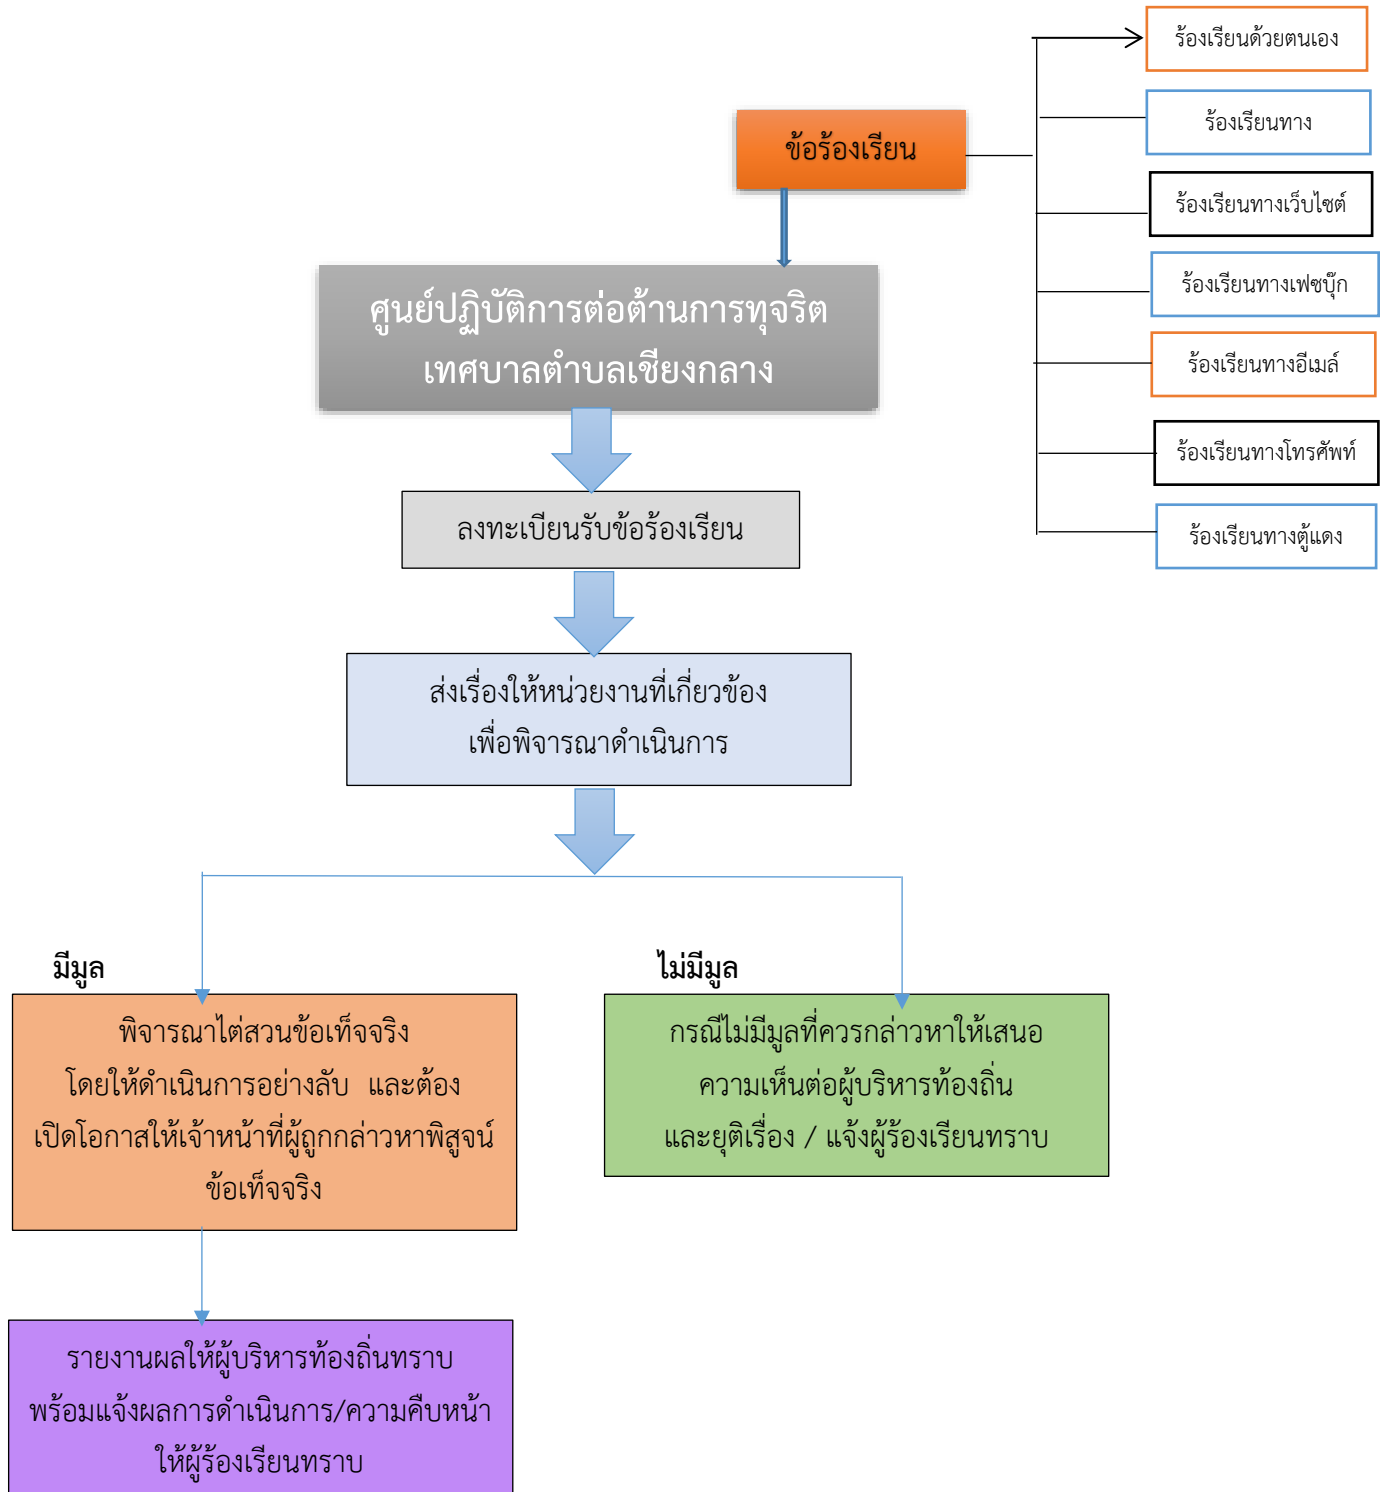 ร้องเรียนด้วยตนเอง
ร้องเรียนทาง
ข้อร้องเรียน
ร้องเรียนทางเว็บไซต์
ร้องเรียนทางเฟซบุ๊ก
ร้องเรียนทางอีเมล์
ร้องเรียนทางโทรศัพท์
ร้องเรียนทางตู้แดง
ศูนย์ปฏิบัติการต่อต้านการทุจริต
เทศบาลตำบลเชียงกลาง
ลงทะเบียนรับข้อร้องเรียน
ส่งเรื่องให้หน่วยงานที่เกี่ยวข้อง
เพื่อพิจารณาดำเนินการ
มีมูล
พิจารณาไต่สวนข้อเท็จจริง
โดยให้ดำเนินการอย่างลับ และต้อง
เปิดโอกาสให้เจ้าหน้าที่ผู้ถูกกล่าวหาพิสูจน์
ข้อเท็จจริง
ไม่มีมูล
กรณีไม่มีมูลที่ควรกล่าวหาให้เสนอ
ความเห็นต่อผู้บริหารท้องถิ่น
และยุติเรื่อง / แจ้งผู้ร้องเรียนทราบ
รายงานผลให้ผู้บริหารท้องถิ่นทราบ
พร้อมแจ้งผลการดำเนินการ/ความคืบหน้า
ให้ผู้ร้องเรียนทราบ